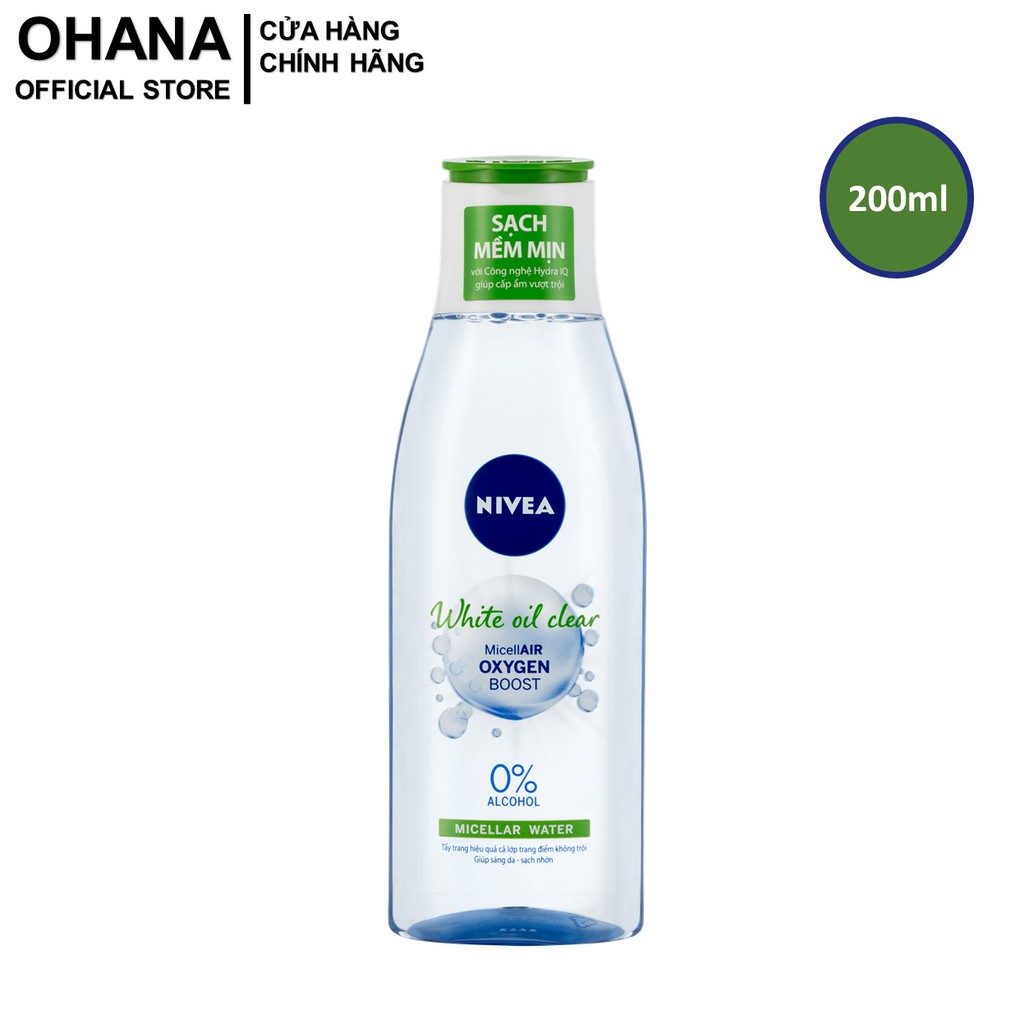 OHANA
OFFICIAL STORE
CỬA HÀNG
CHÍNH HÃNG
200ml
SẠCH
MỀM MỊN
với Công nghệ Hydra IQ
giúp cấp ẩm vượt trội
NIVEA
White oil clear
MicellAIR
OXYGEN
BOOST
0%
ALCOHOL
MICELLAR WATER
Tẩy trang hiệu quả cả lớp trang điểm không trôi
Giúp sáng da - sạch nhờn